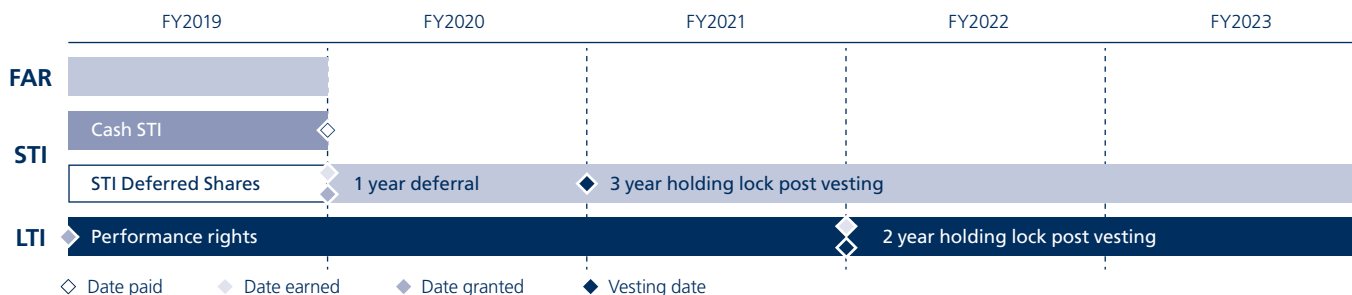 FY2019 FY2020 FY2021 FY2022 FY2023
FAR
Cash STI
STI
STI Deferred Shares 1 year deferral 3 year holding lock post vesting
LTI Performance rights 2 year holding lock post vesting
Date paid Date earned Date granted Vesting date